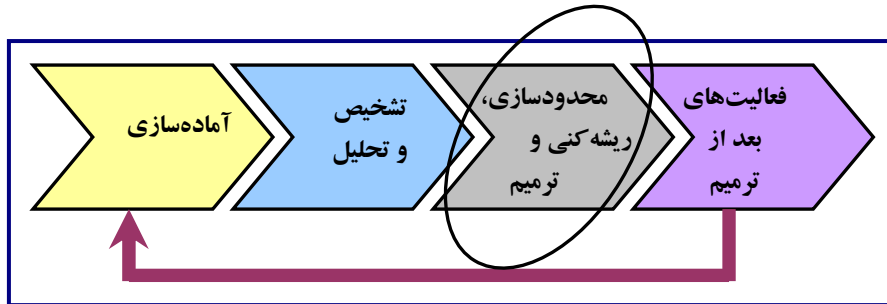 آماده‌سازی
تشخیص
و تحلیل
محدودسازی،
ریشه‌کنی و
ترمیم
فعالیت‌های
بعد از
ترمیم